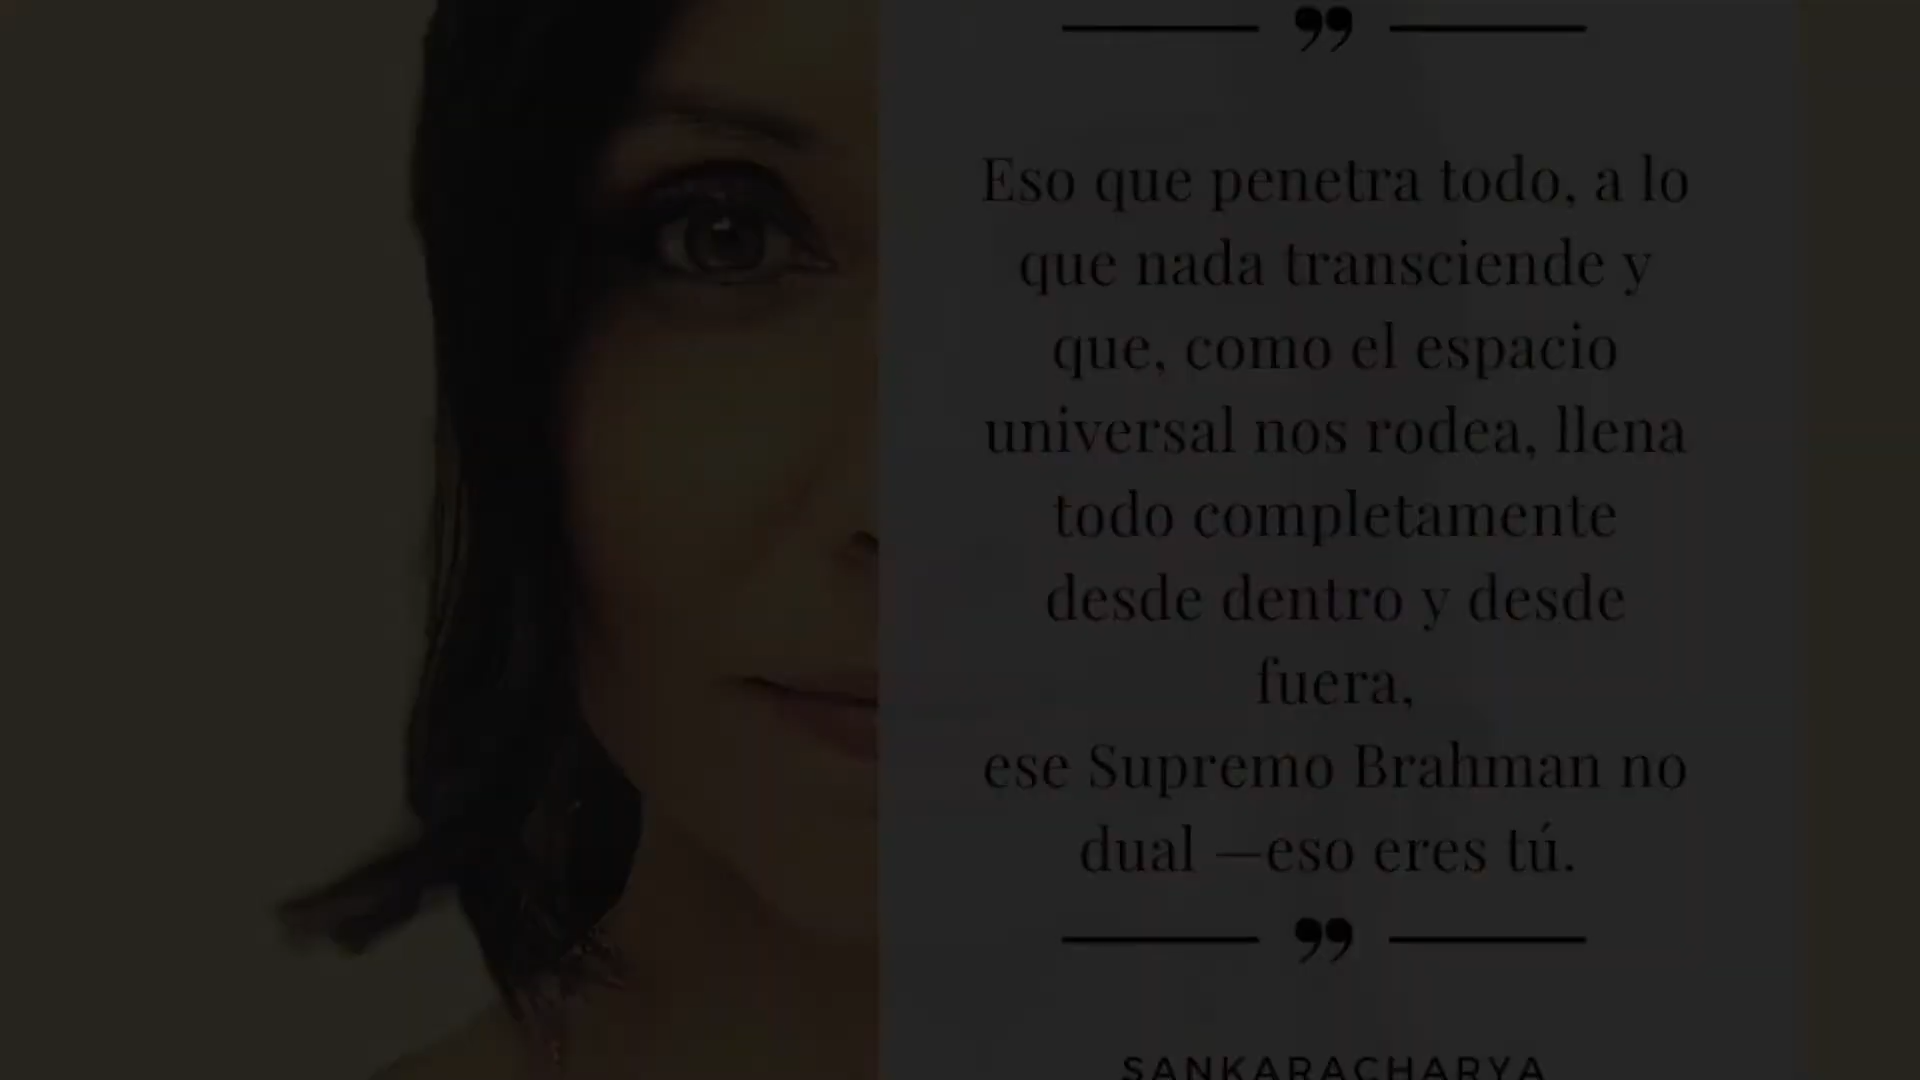 Eso que penetra todo, a lo
que nada transciende y
que, como el espacio
universal nos rodea, llena
todo completamente
desde dentro y desde
fuera,
ese Supremo Brahman no
dual —eso eres tú.
SANKARACHARYA